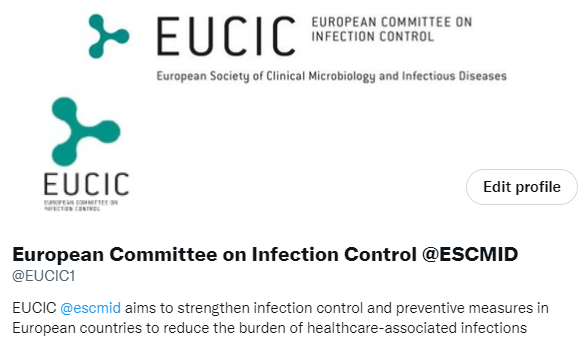 EUCIC EUROPEAN COMMITTEE ON
INFECTION CONTROL
European Society of Clinical Microbiology and Infectious Diseases
EUCIC
EUROPEAN COMMITTEE ON
INFECTION CONTROL
Edit profile
European Committee on Infection Control @ESCMID
@EUCIC1
EUCIC @escmid aims to strengthen infection control and preventive measures in
European countries to reduce the burden of healthcare-associated infections